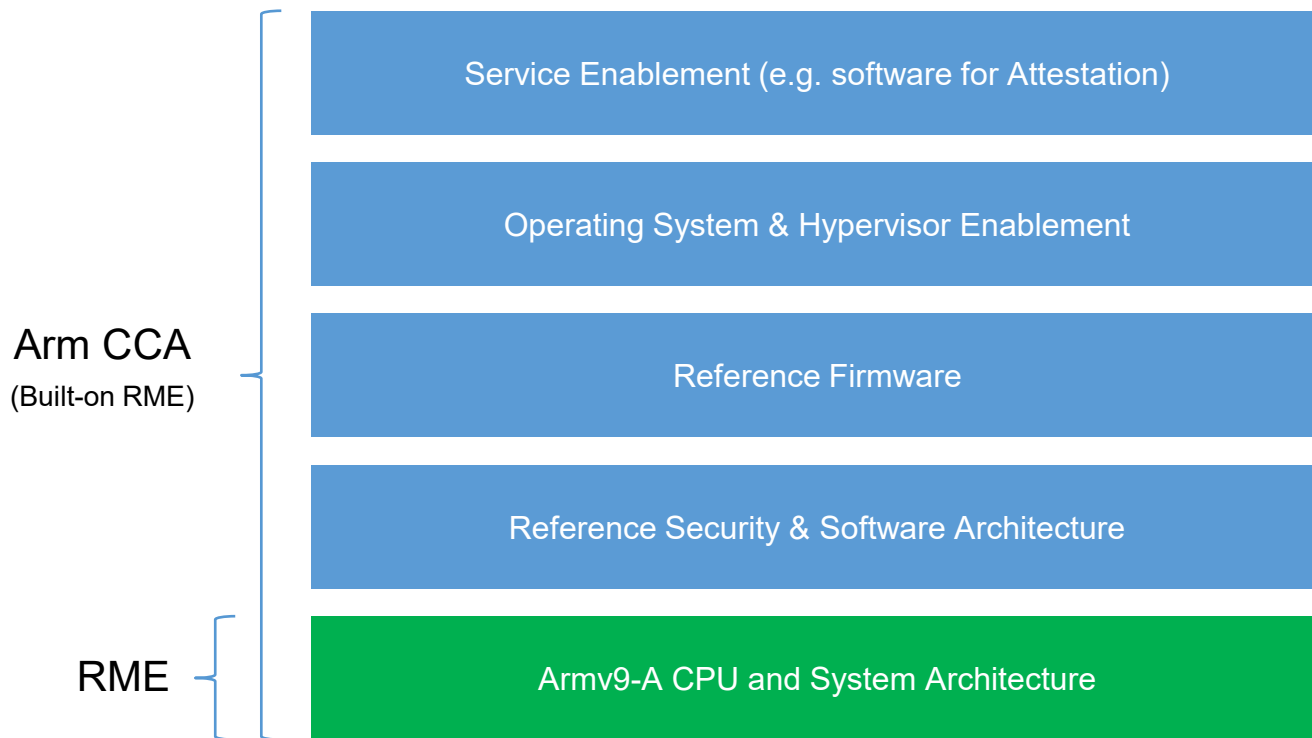 Service Enablement (e.g. software for Attestation)
Operating System & Hypervisor Enablement
Arm CCA
(Built-on RME)
Reference Firmware
Reference Security & Software Architecture
RME
Armv9-A CPU and System Architecture